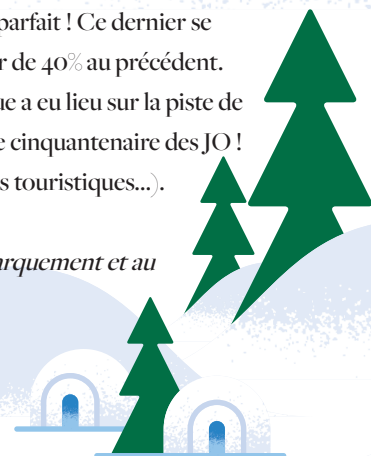 parfait ! Ce dernier se
r de 40% au précédent.
ue a eu lieu sur la piste de
e cinquantenaire des JO !
s touristiques...).
arquement et au